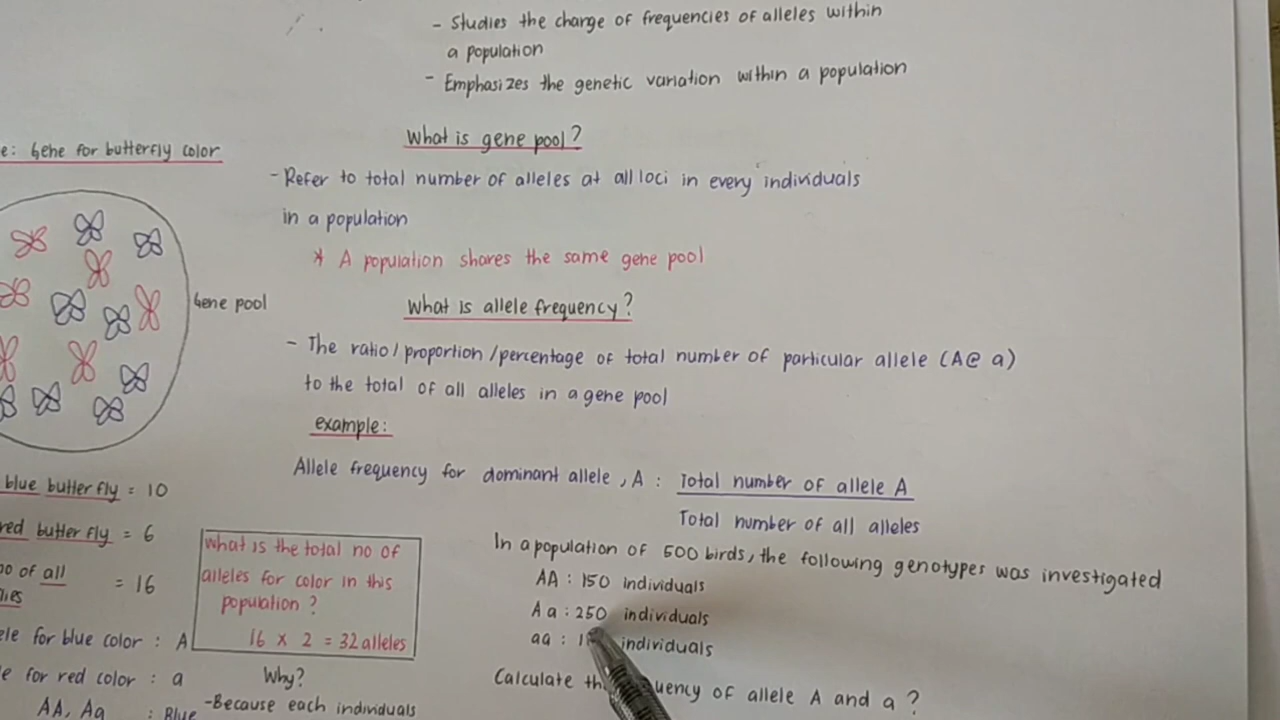 - Studies the change of frequencies of alleles within
a population
- Emphasizes the genetic variation within a population
What is gene pool?
- Refer to total number of alleles at all loci in every individuals
in a population
* A population shares the same gene pool
What is allele frequency?
- The ratio/proportion/percentage of total number of particular allele (A@ a)
to the total of all alleles in a gene pool
example:
Allele frequency for dominant allele, A : Total number of allele A
Total number of all alleles
In a population of 500 birds, the following genotypes was investigated
AA : 150 individuals
Aa : 250 individuals
aa : individuals
Calculate the of allele A and a ?
: Gene for butterfly color
Gene pool
blue butterfly = 10
red butterfly = 6
of all
= 16
for blue color : A
for red color : a
AA, Aa : Blue
What is the total no of
alleles for color in this
population ?
16 x 2 = 32 alleles
Why?
-Because each individuals